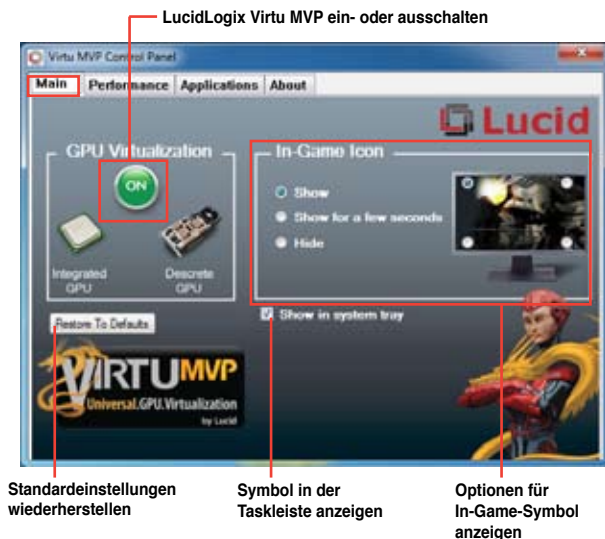 LucidLogix Virtu MVP ein- oder ausschalten
Virtu MVP Control Panel
Main Performance Applications About
Lucid
GPU Virtualization
In-Game Icon
ON
Show
Show for a few seconds
Hide
Integrated
GPU
Descrete
GPU
Restore To Defaults
Show in system tray
VIRTU MVP
Universal.GPU.Virtualization
by Lucid
Standardeinstellungen
wiederherstellen
Symbol in der
Taskleiste anzeigen
Optionen für
In-Game-Symbol
anzeigen